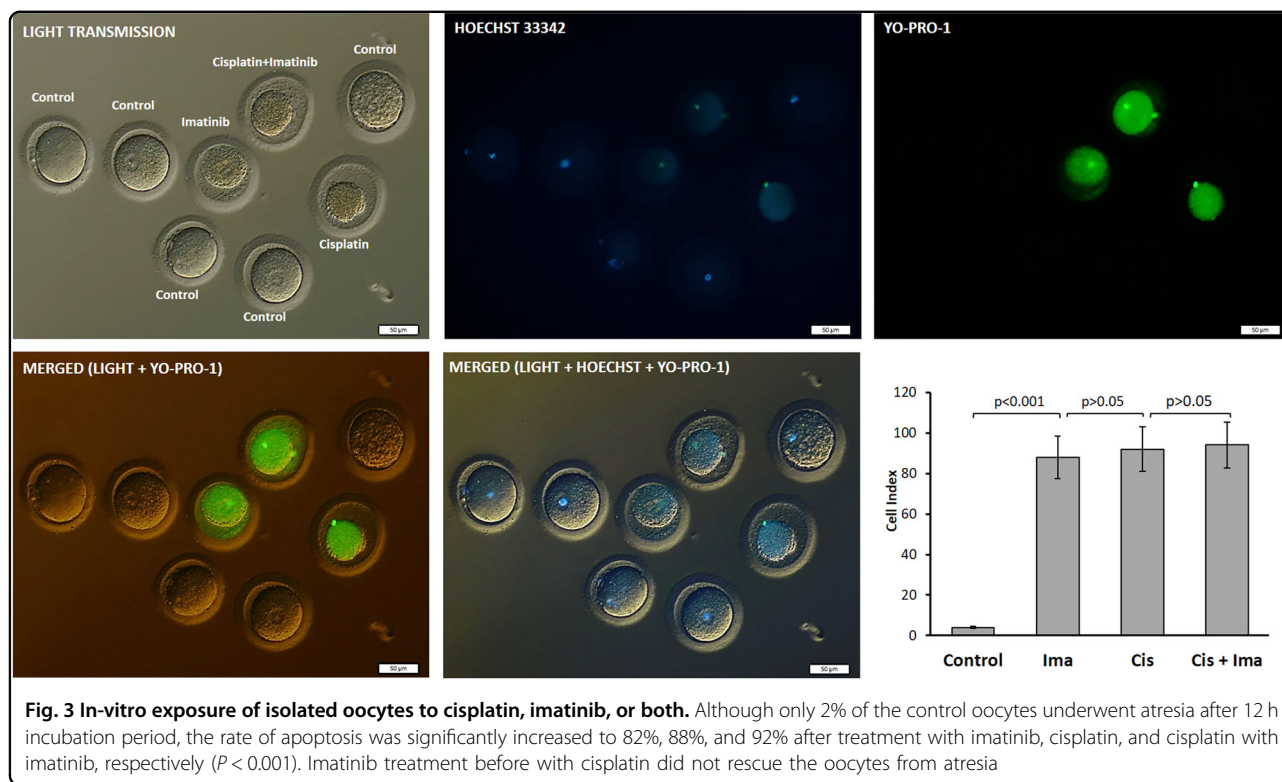 LIGHT TRANSMISSION
Control
Cisplatin+Imatinib
Control
Control
Imatinib
Cisplatin
Control
Control
50 µm
HOECHST 33342
50 µm
YO-PRO-1
50 µm
MERGED (LIGHT + YO-PRO-1)
50 µm
MERGED (LIGHT + HOECHST + YO-PRO-1)
50 µm
120
100
80
60
40
20
0
Cell Index
p<0.001
p>0.05
p>0.05
Control
Ima
Cis
Cis + Ima
Fig. 3 In-vitro exposure of isolated oocytes to cisplatin, imatinib, or both. Although only 2% of the control oocytes underwent atresia after 12 h
incubation period, the rate of apoptosis was significantly increased to 82%, 88%, and 92% after treatment with imatinib, cisplatin, and cisplatin with
imatinib, respectively (P < 0.001). Imatinib treatment before with cisplatin did not rescue the oocytes from atresia